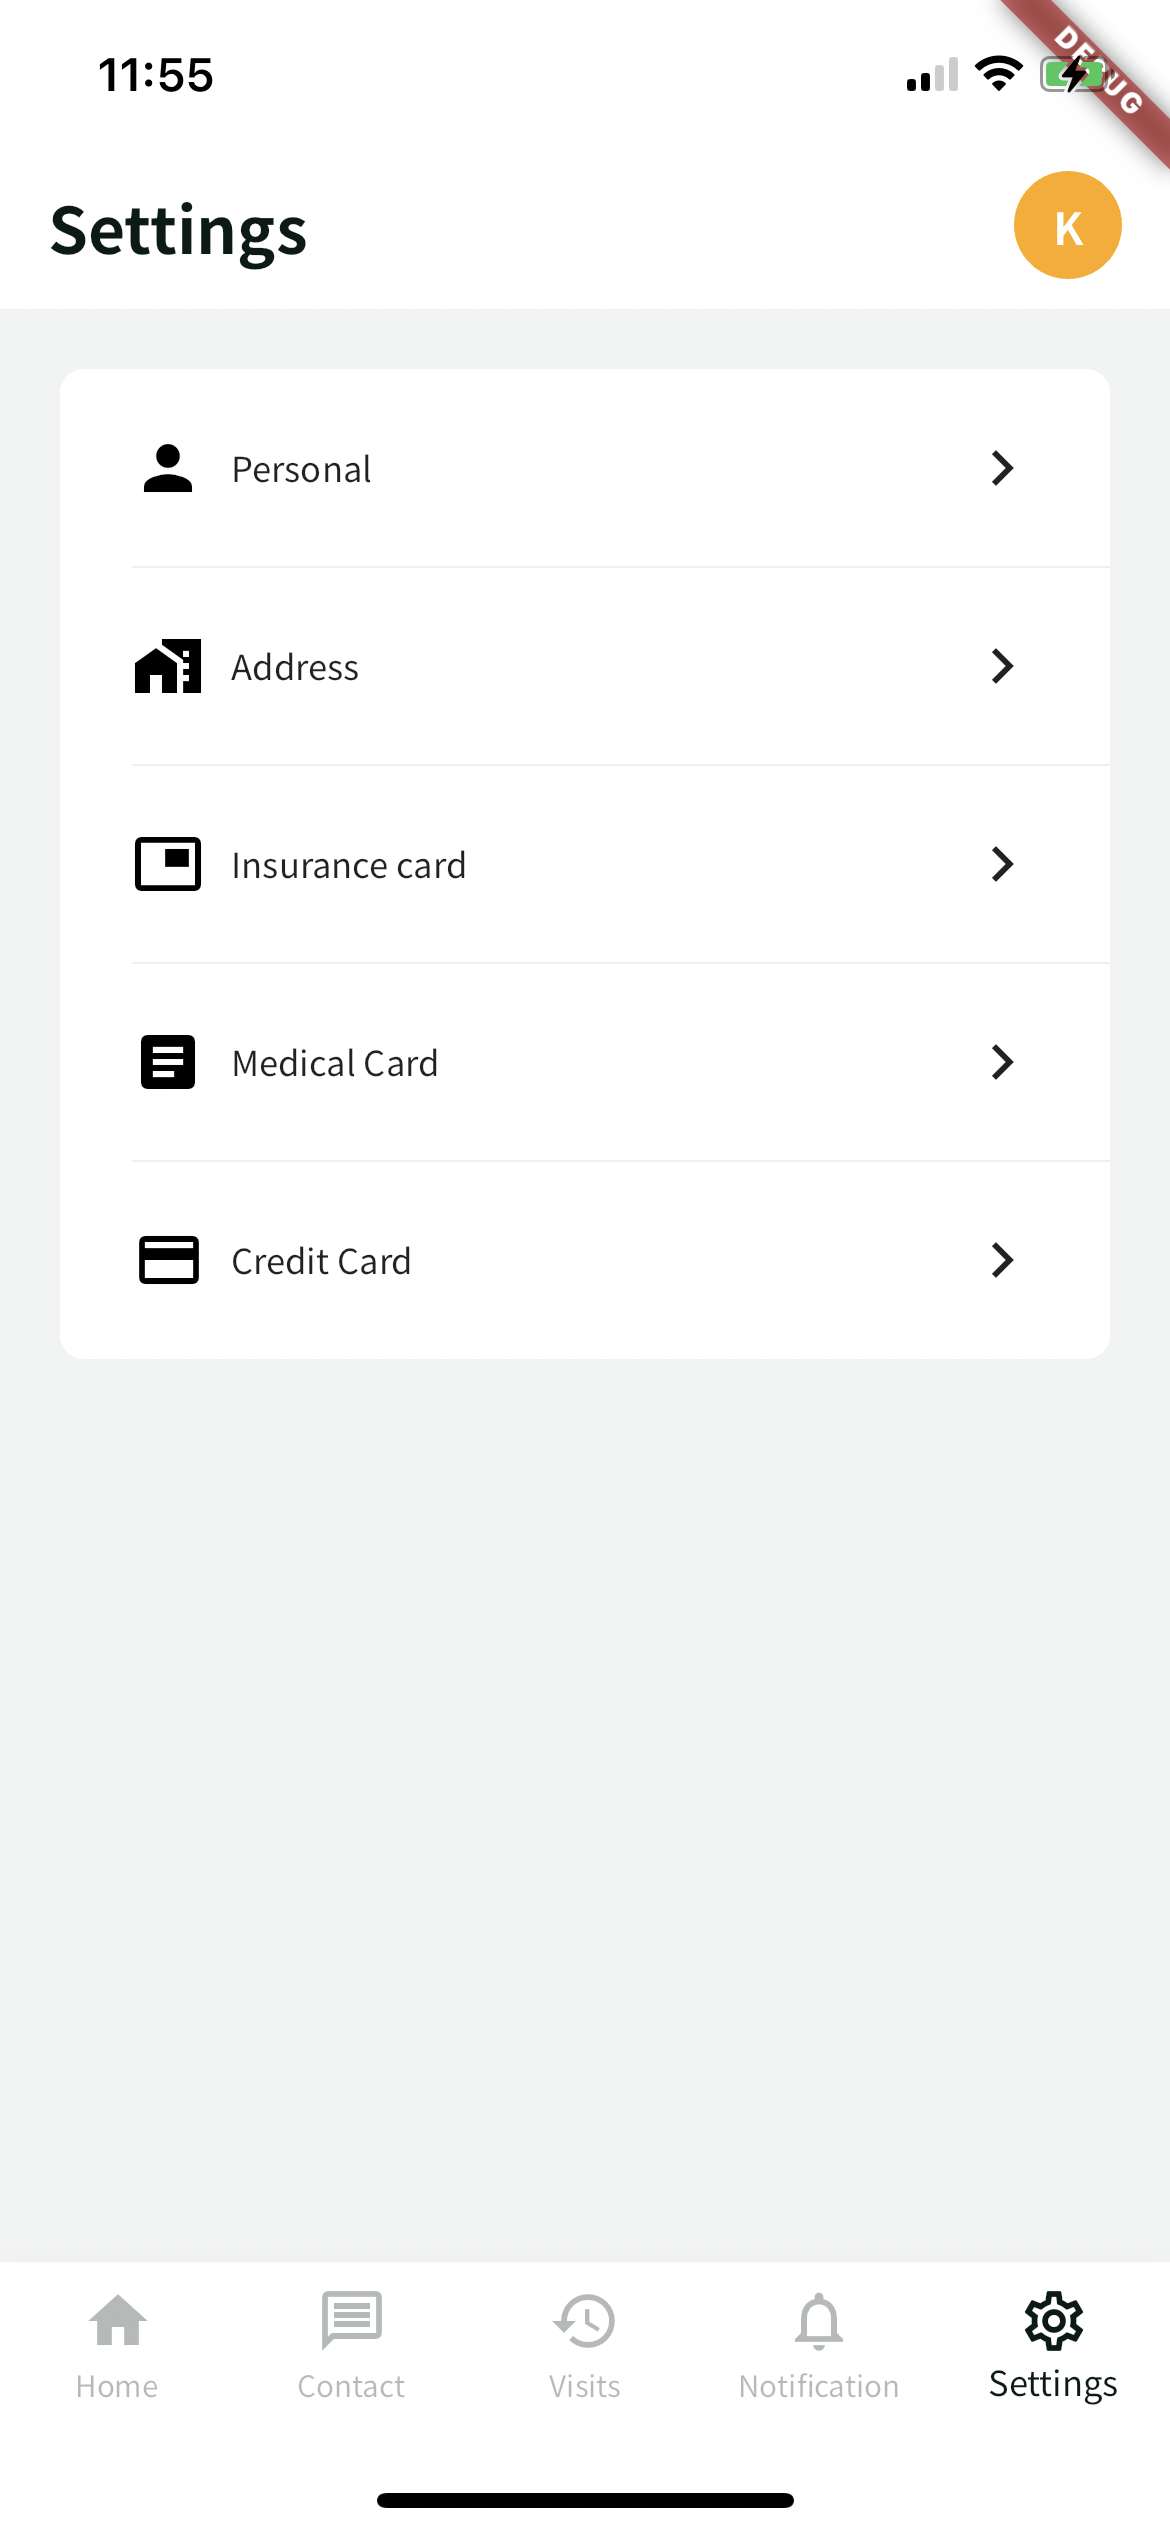 11:55
DEBUG
Settings
K
Personal
Address
Insurance card
Medical Card
Credit Card
Home
Contact
Visits
Notification
Settings